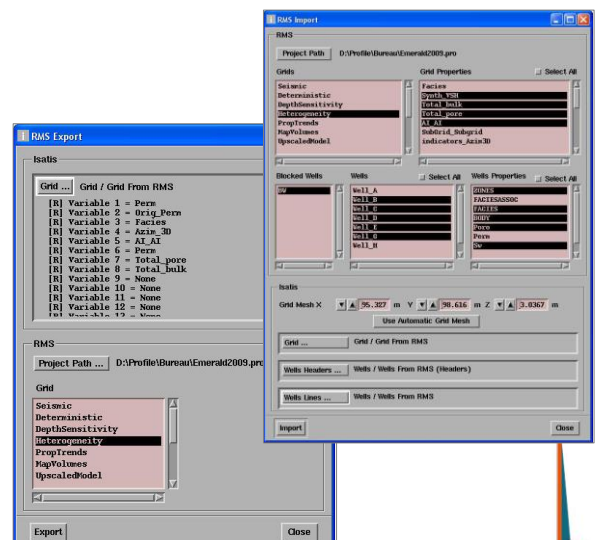 RMS Export
Isatis
Grid ... Grid / Grid From RMS
[R] Variable 1 = Perm
[R] Variable 2 = Orig_Perm
[R] Variable 3 = Facies
[R] Variable 4 = Azim_3D
[R] Variable 5 = AI_AI
[R] Variable 6 = Perm
[R] Variable 7 = Total_pore
[R] Variable 8 = Total_bulk
[R] Variable 9 = None
[R] Variable 10 = None
[R] Variable 11 = None
[R] Variable 12 = None
[R] Variable 13 = None
RMS
Project Path ... D:\Profile\Bureau\Emerald2009.pro
Grid
Seismic
Deterministic
DepthSensitivity
Heterogeneity
PropTrends
MapVolumes
UpscaledModel
Export Close
RMS Import
RMS
Project Path D:\Profile\Bureau\Emerald2009.pro
Grids Grid Properties Select All
Seismic
Deterministic
DepthSensitivity
Heterogeneity
PropTrends
MapVolumes
UpscaledModel
Facies
Synth_VSH
Total_bulk
Total_pore
AI_AI
SubGrid_Subgrid
indicators_Azim3D
Blocked Wells Wells Select All Wells Properties Select All
BW
Well_A
Well_B
Well_C
Well_D
Well_E
Well_G
Well_H
ZONES
FACIESASSOC
FACIES
BODY
Poro
Perm
Sw
Isatis
Grid Mesh X 95.327 m Y 98.616 m Z 3.0367 m
Use Automatic Grid Mesh
Grid ... Grid / Grid From RMS
Wells Headers ... Wells / Wells From RMS (Headers)
Wells Lines ... Wells / Wells From RMS
Import Close